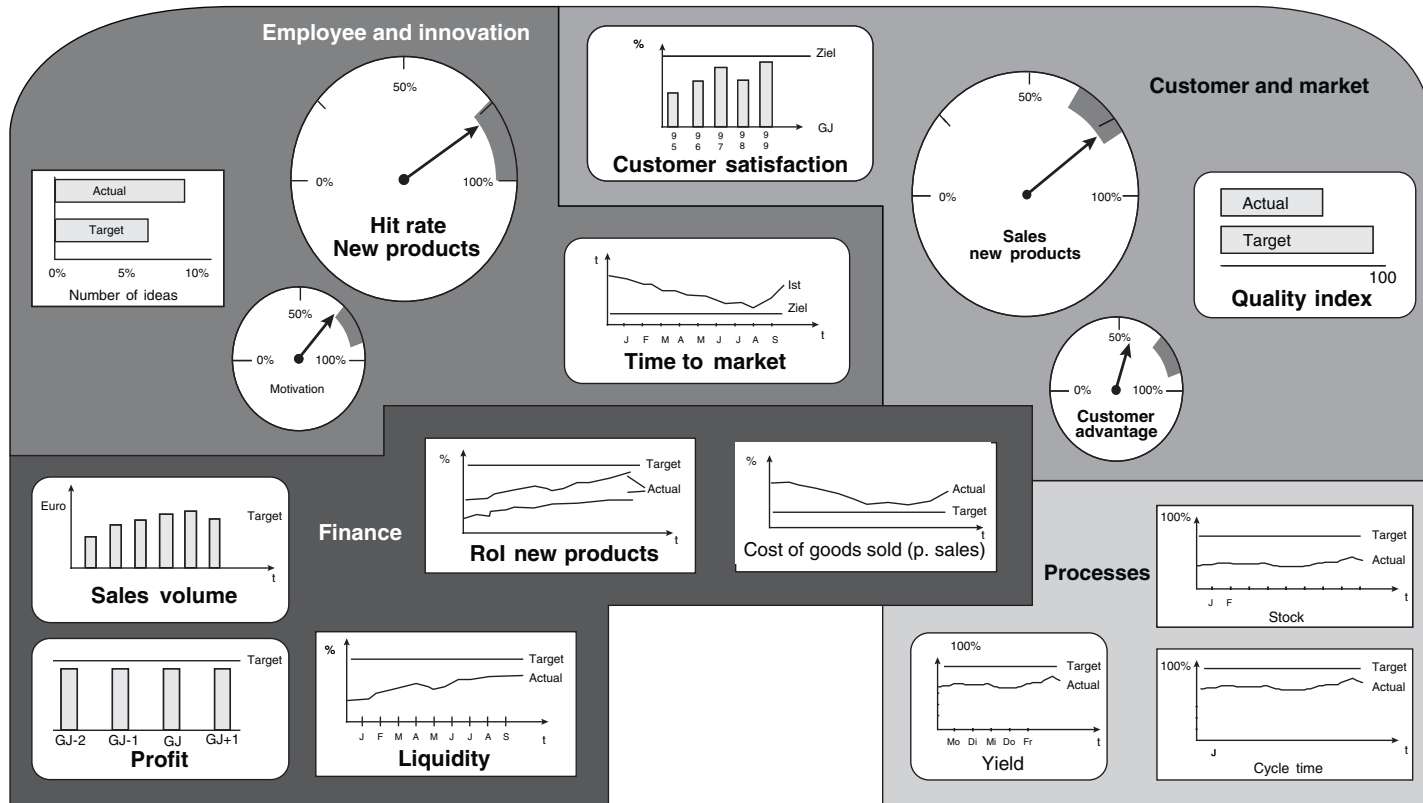 Employee and innovation
50%
0%
100%
Hit rate
New products
Actual
Target
0%
5%
10%
Number of ideas
50%
0%
100%
Motivation
%
Ziel
GJ
9
5
9
6
9
7
9
8
9
9
Customer satisfaction
t
Ist
Ziel
J F M A M J J A S
t
Time to market
Customer and market
50%
0%
100%
Sales
new products
Actual
Target
100
Quality index
50%
0%
100%
Customer
advantage
Finance
Euro
Target
t
Sales volume
%
Target
Actual
t
RoI new products
%
Actual
Target
t
Cost of goods sold (p. sales)
Target
GJ-2 GJ-1 GJ GJ+1
Profit
%
Target
Actual
J F M A M J J A S
t
Liquidity
Processes
100%
Target
Actual
J F
t
Stock
100%
Target
Actual
Mo Di Mi Do Fr
t
Yield
100%
Target
Actual
J
t
Cycle time